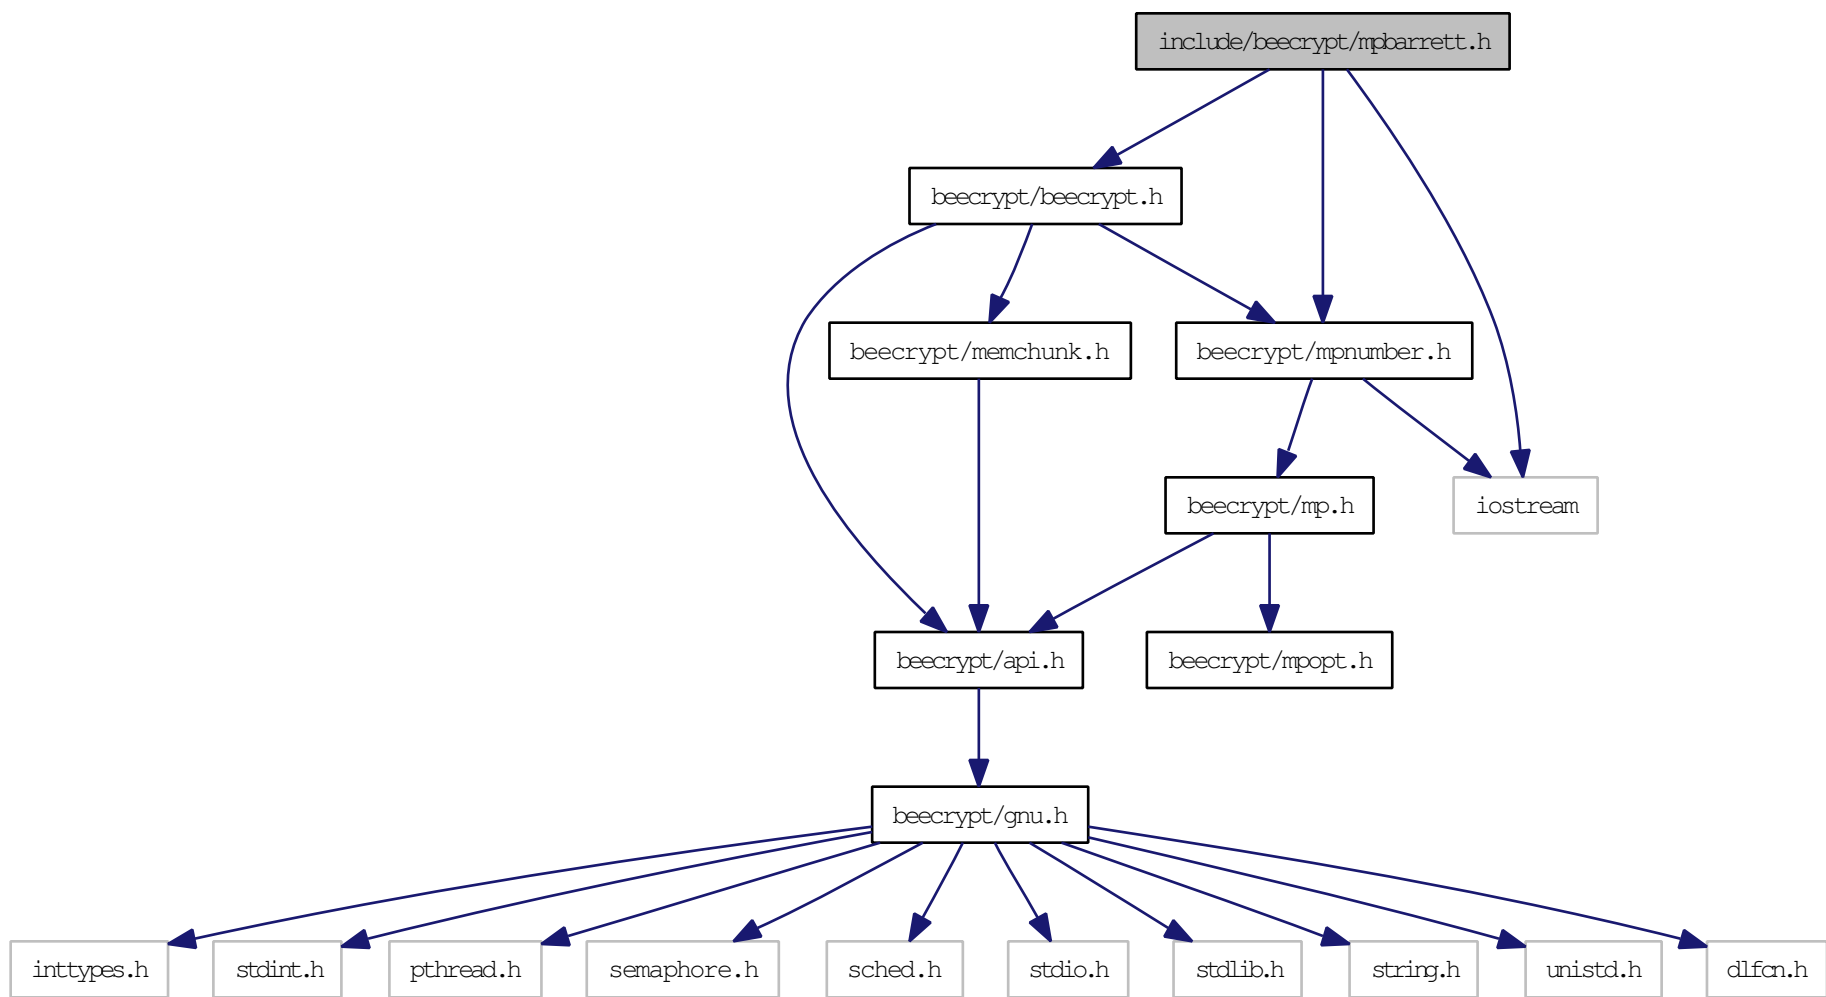 include/beecrypt/mpbarrett.h
beecrypt/beecrypt.h
beecrypt/memchunk.h
beecrypt/mpnumber.h
beecrypt/mp.h
iostream
beecrypt/api.h
beecrypt/mpopt.h
beecrypt/gnu.h
inttypes.h
stdint.h
pthread.h
semaphore.h
sched.h
stdio.h
stdlib.h
string.h
unistd.h
dlfcn.h